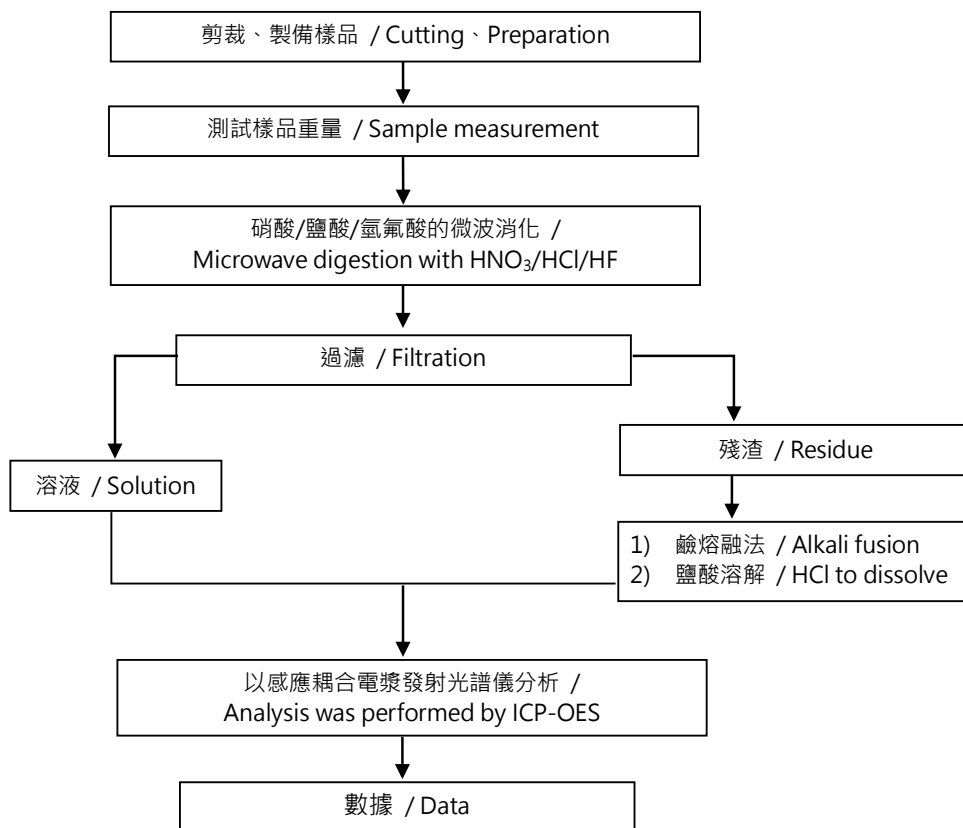 剪裁、製備樣品 / Cutting、Preparation
測試樣品重量 / Sample measurement
硝酸/鹽酸/氫氟酸的微波消化 /
Microwave digestion with HNO₃/HCl/HF
過濾 / Filtration
溶液 / Solution
殘渣 / Residue
1) 鹼熔融法 / Alkali fusion
2) 鹽酸溶解 / HCl to dissolve
以感應耦合電漿發射光譜儀分析 /
Analysis was performed by ICP-OES
數據 / Data